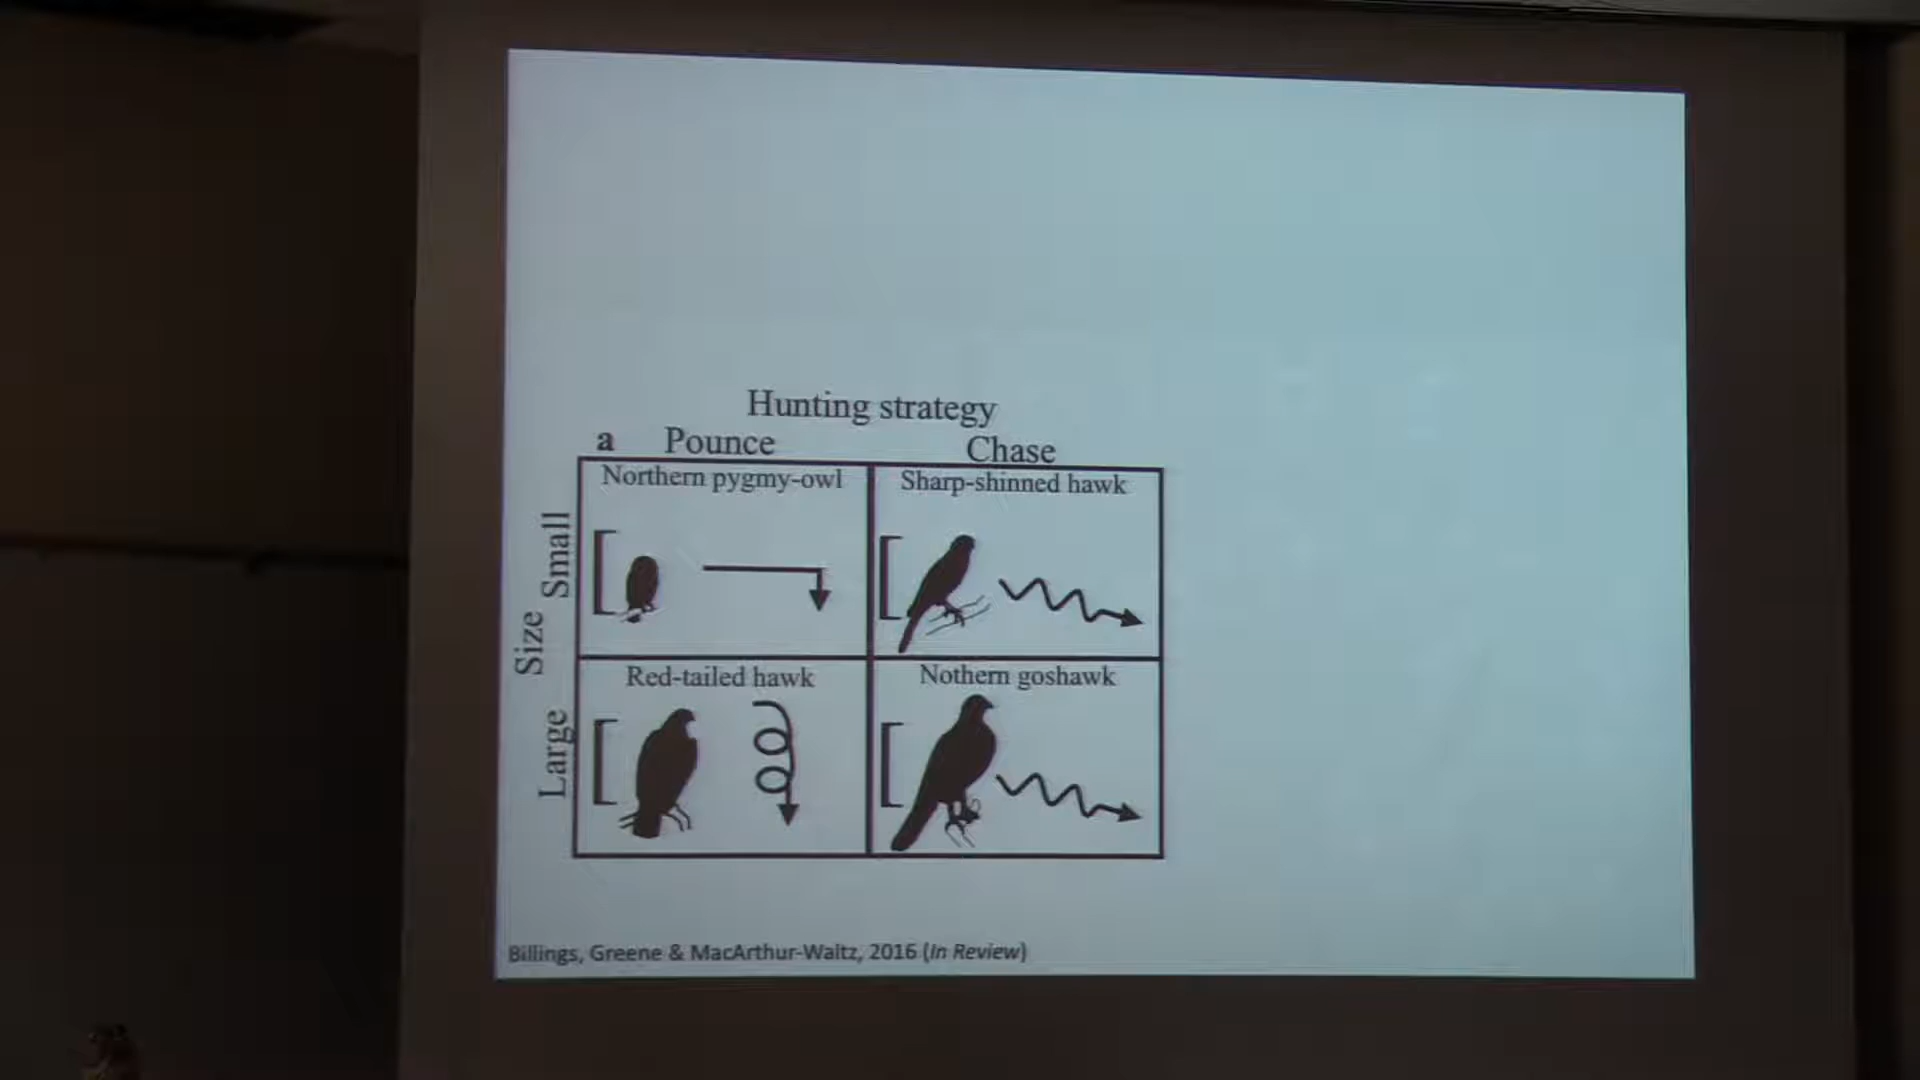 Hunting strategy
a Pounce Chase
Northern pygmy-owl Sharp-shinned hawk
Small
Size
Red-tailed hawk Nothern goshawk
Large
Billings, Greene & MacArthur-Waltz, 2016 (In Review)